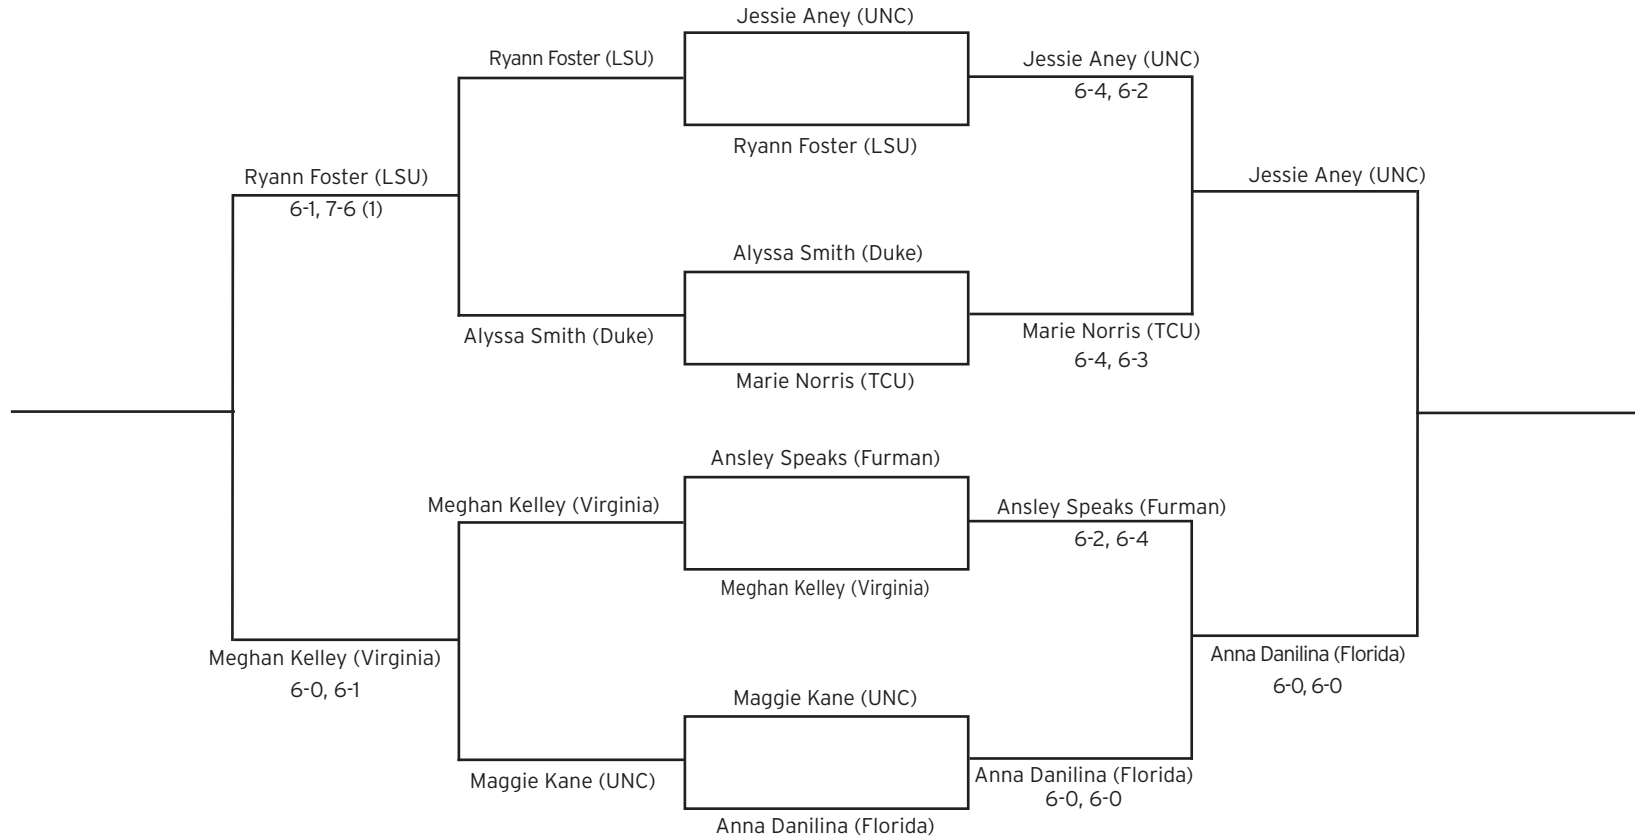 Jessie Aney (UNC)
Ryann Foster (LSU)
Jessie Aney (UNC)
6-4, 6-2
Ryann Foster (LSU)
Ryann Foster (LSU)
6-1, 7-6 (1)
Jessie Aney (UNC)
Alyssa Smith (Duke)
Alyssa Smith (Duke)
Marie Norris (TCU)
6-4, 6-3
Marie Norris (TCU)
Ansley Speaks (Furman)
Meghan Kelley (Virginia)
Ansley Speaks (Furman)
6-2, 6-4
Meghan Kelley (Virginia)
Meghan Kelley (Virginia)
6-0, 6-1
Anna Danilina (Florida)
6-0, 6-0
Maggie Kane (UNC)
Maggie Kane (UNC)
Anna Danilina (Florida)
6-0, 6-0
Anna Danilina (Florida)